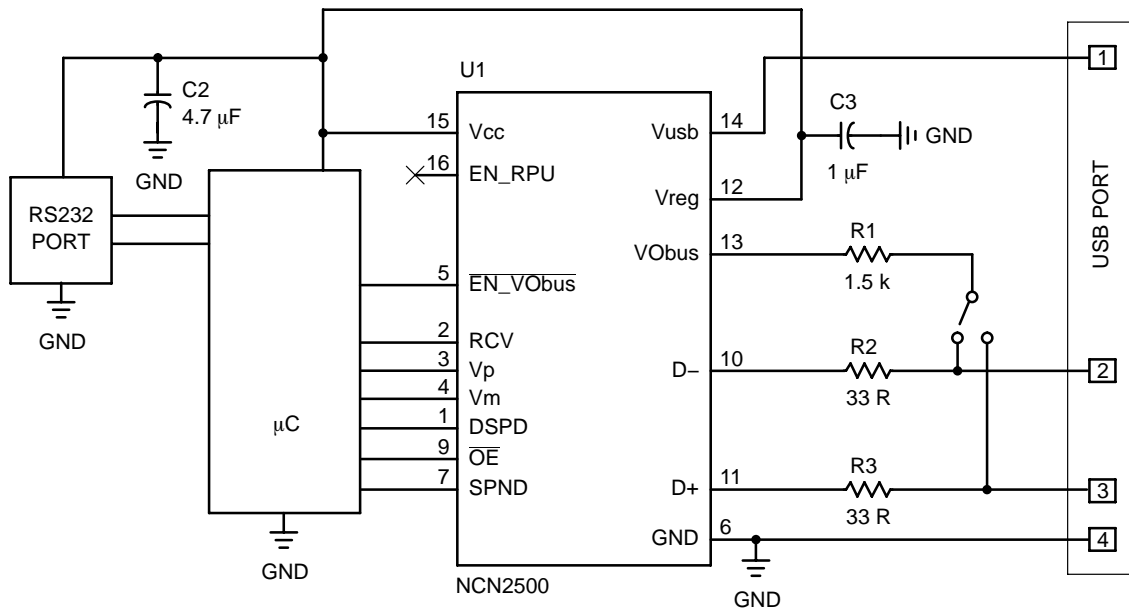 U1
C2
4.7 μF
GND
RS232
PORT
GND
μC
GND
15
Vcc
16
EN_RPU
5
EN_VObus
2
RCV
3
Vp
4
Vm
1
DSPD
9
OE
7
SPND
NCN2500
Vusb
14
Vreg
12
VObus
13
D−
10
D+
11
GND
6
GND
C3
1 μF
GND
R1
1.5 k
R2
33 R
R3
33 R
USB PORT
1
2
3
4